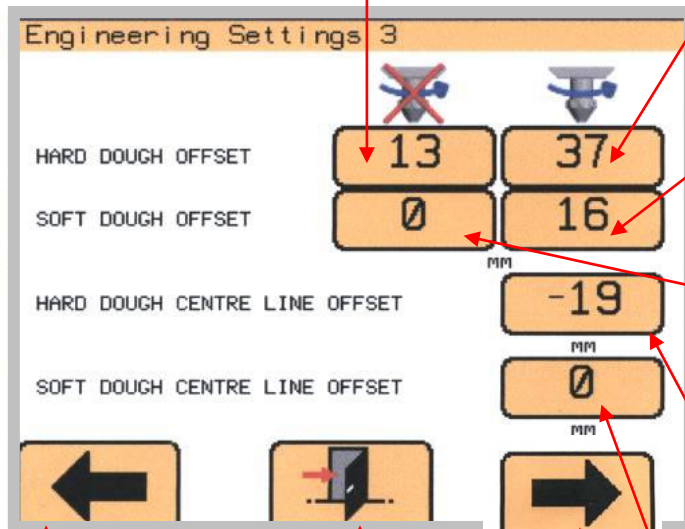 Engineering Settings 3
HARD DOUGH OFFSET 13 37
SOFT DOUGH OFFSET 0 16
MM
HARD DOUGH CENTRE LINE OFFSET -19
MM
SOFT DOUGH CENTRE LINE OFFSET 0
MM